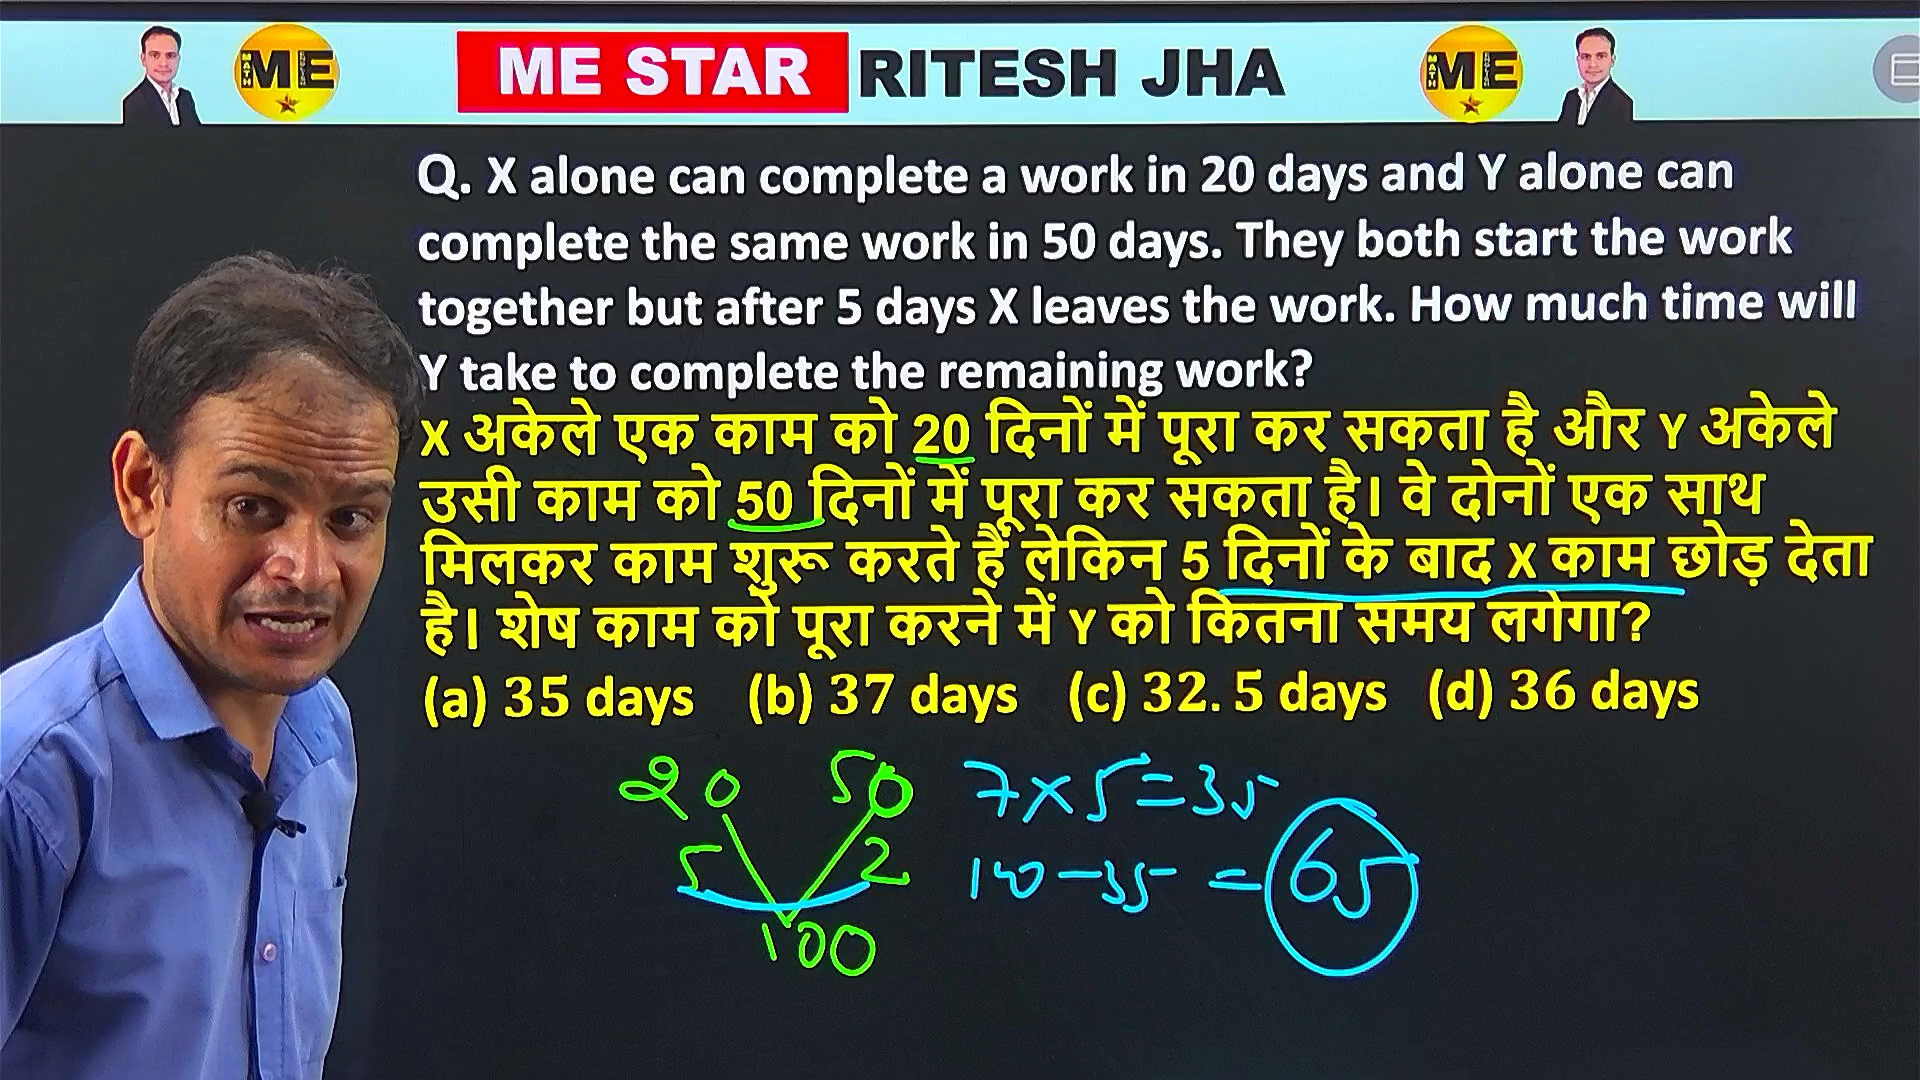 ME STAR RITESH JHA
MATH ME ENGLISH
MATH ME ENGLISH
Q. X alone can complete a work in 20 days and Y alone can
complete the same work in 50 days. They both start the work
together but after 5 days X leaves the work. How much time will
Y take to complete the remaining work?
X अकेले एक काम को 20 दिनों में पूरा कर सकता है और Y अकेले
उसी काम को 50 दिनों में पूरा कर सकता है। वे दोनों एक साथ
मिलकर काम शुरू करते हैं लेकिन 5 दिनों के बाद X काम छोड़ देता
है। शेष काम को पूरा करने में Y को कितना समय लगेगा?
(a) 35 days (b) 37 days (c) 32.5 days (d) 36 days
20 50 7×5=35
5 2 100-35 = 65
100